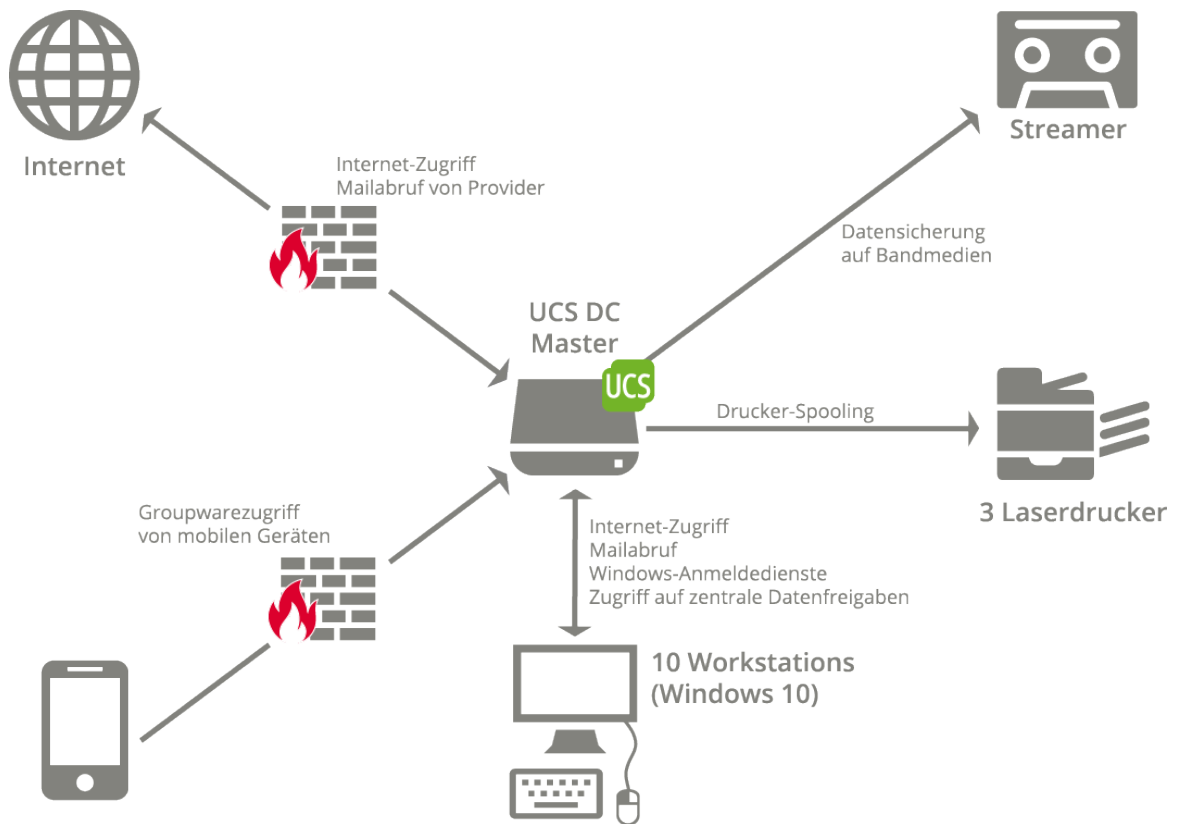 Internet
Internet-Zugriff
Mailabruf von Provider
Streamer
Datensicherung
auf Bandmedien
UCS DC
Master
UCS
Drucker-Spooling
3 Laserdrucker
Groupwarezugriff
von mobilen Geräten
Internet-Zugriff
Mailabruf
Windows-Anmeldedienste
Zugriff auf zentrale Datenfreigaben
10 Workstations
(Windows 10)